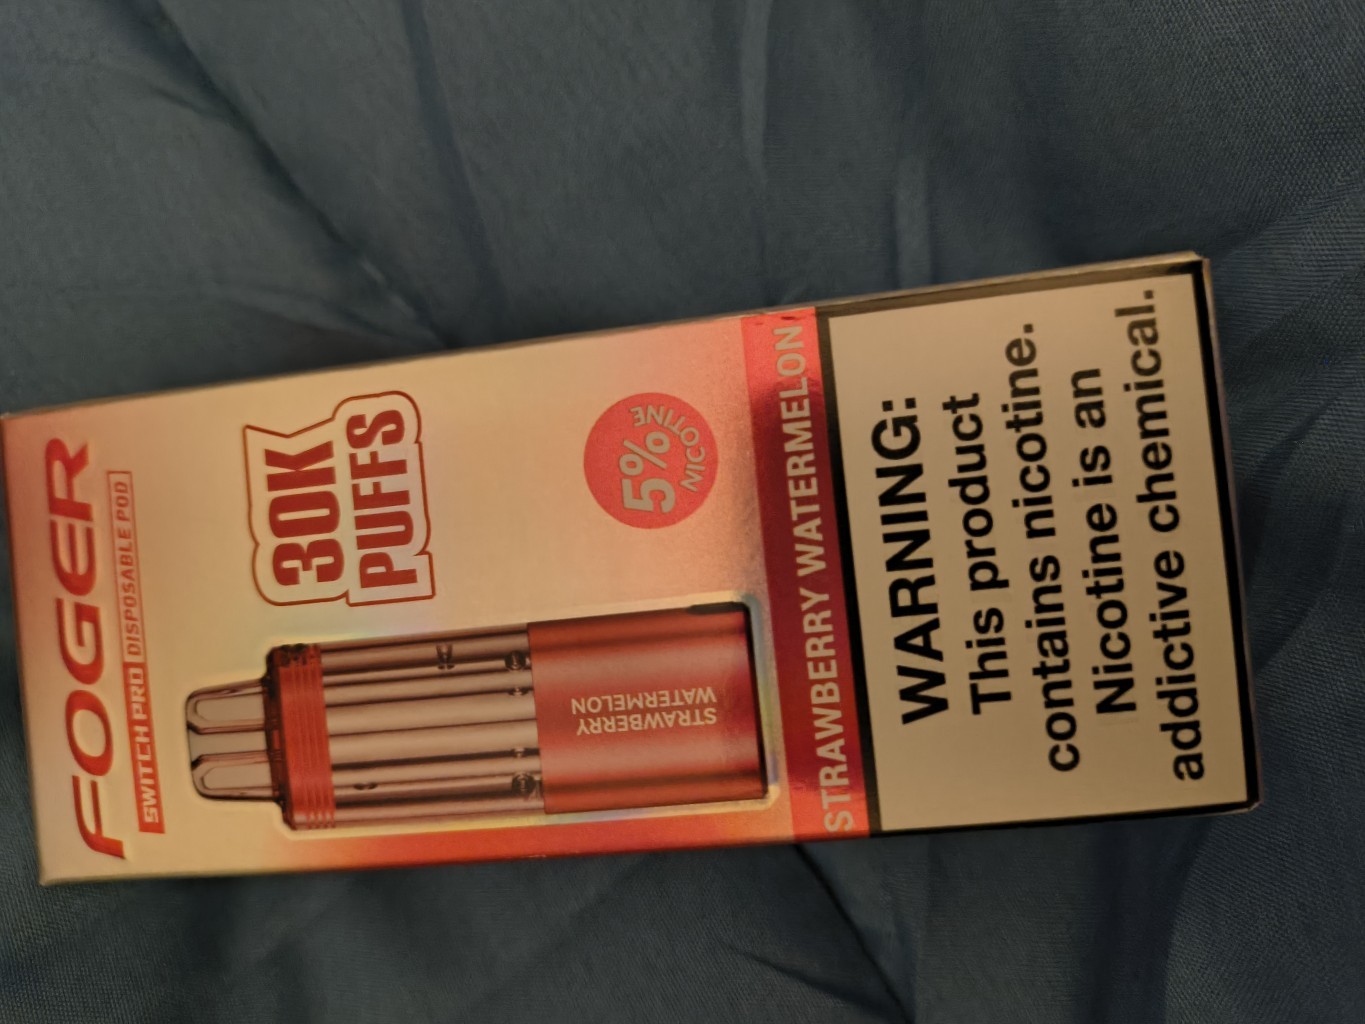 FOGER
SWITCH PRO DISPOSABLE POD
30K
PUFFS
STRAWBERRY
WATERMELON
5%
NICOTINE
STRAWBERRY WATERMELON
WARNING:
This product
contains nicotine.
Nicotine is an
addictive chemical.